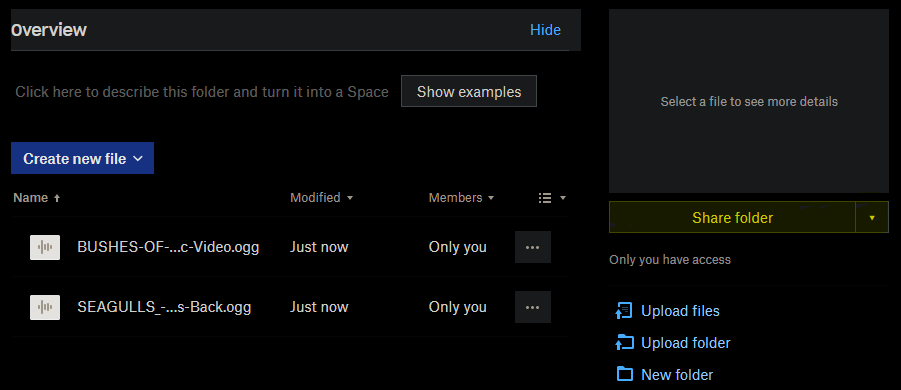 Overview
Hide
Click here to describe this folder and turn it into a Space
Show examples
Create new file
Name
Modified
Members
BUSHES-OF-...c-Video.ogg
Just now
Only you
SEAGULLS_-...s-Back.ogg
Just now
Only you
Select a file to see more details
Share folder
Only you have access
Upload files
Upload folder
New folder